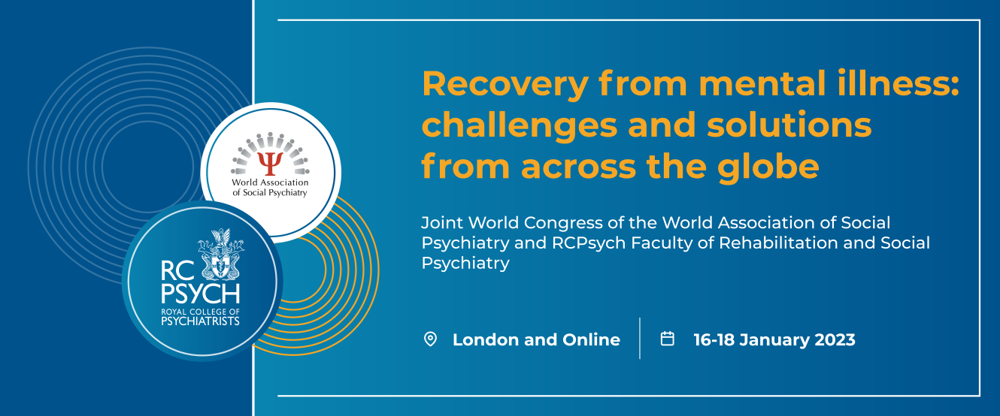 Recovery from mental illness:
challenges and solutions
from across the globe
Joint World Congress of the World Association of Social
Psychiatry and RCPsych Faculty of Rehabilitation and Social
Psychiatry
London and Online
16-18 January 2023
Ψ
World Association
of Social Psychiatry
RC
PSYCH
ROYAL COLLEGE OF
PSYCHIATRISTS